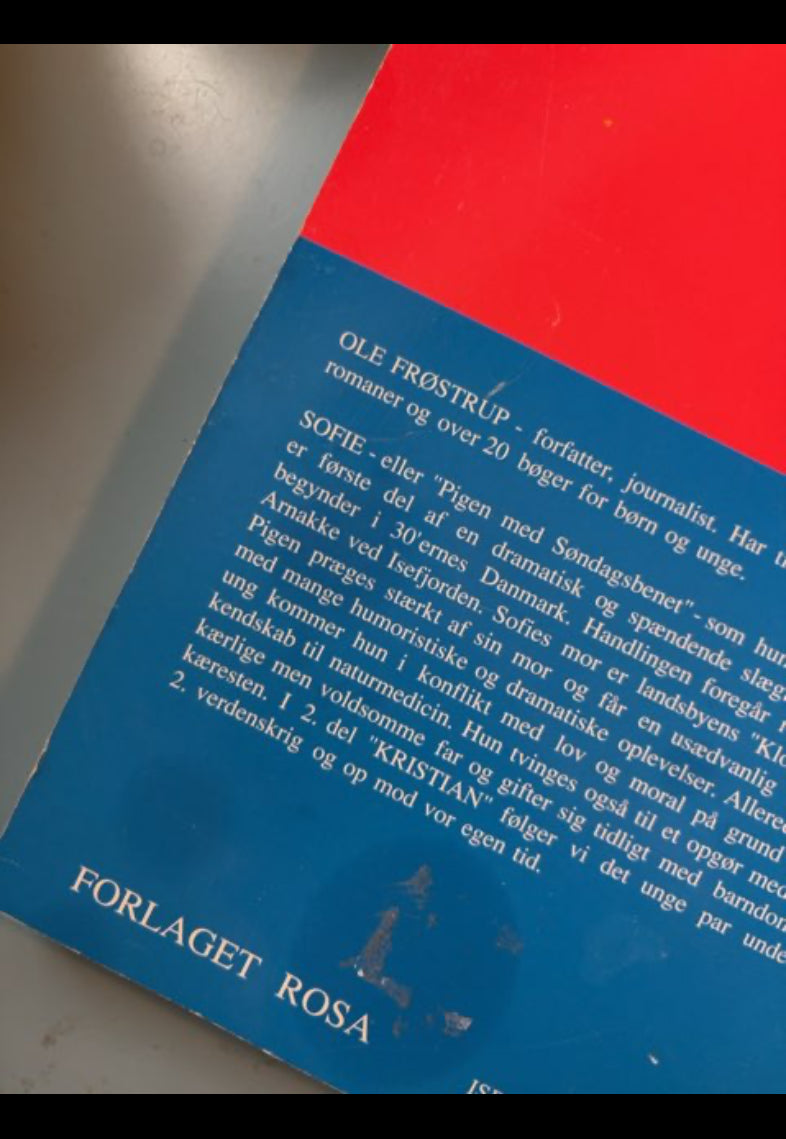 OLE FRØSTRUP - forfatter, journalist. Har
romaner og over 20 bøger for børn og unge.
SOFIE - eller "Pigen med Søndagsbenet" - som
er første del af en dramatisk og spændende
begynder i 30'ernes Danmark. Handlingen foregår
Arnakke ved Isefjorden. Sofies mor er landsbyens
Pigen præges stærkt af sin mor og får en usædvanlig
med mange humoristiske og dramatiske oplevelser.
ung kommer hun i konflikt med lov og moral på grund
kendskab til naturmedicin. Hun tvinges også til et opgør med
kærlige men voldsomme far og gifter sig tidligt med
kæresten. I 2. del "KRISTIAN" følger vi det unge par
2. verdenskrig og op mod vor egen tid.
FORLAGET ROSA